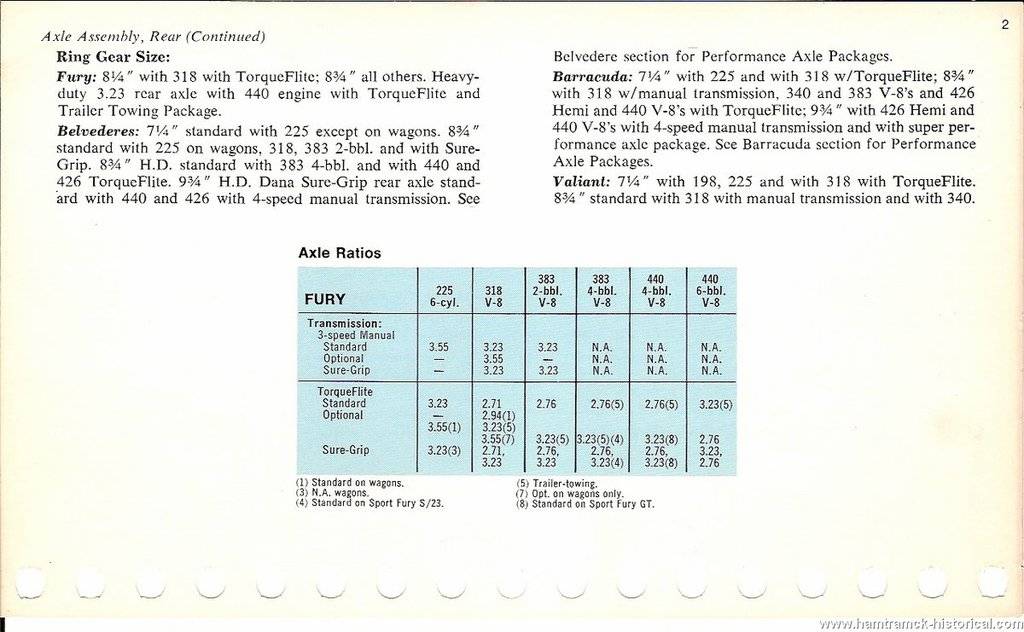 2
Axle Assembly, Rear (Continued)
Ring Gear Size:
Fury: 8¼" with 318 with TorqueFlite; 8¾" all others. Heavy-
duty 3.23 rear axle with 440 engine with TorqueFlite and
Trailer Towing Package.
Belvederes: 7¼" standard with 225 except on wagons. 8¾"
standard with 225 on wagons, 318, 383 2-bbl. and with Sure-
Grip. 8¾" H.D. standard with 383 4-bbl. and with 440 and
426 TorqueFlite. 9¾" H.D. Dana Sure-Grip rear axle stand-
ard with 440 and 426 with 4-speed manual transmission. See
Belvedere section for Performance Axle Packages.
Barracuda: 7¼" with 225 and with 318 w/TorqueFlite; 8¾"
with 318 w/manual transmission, 340 and 383 V-8's and 426
Hemi and 440 V-8's with TorqueFlite; 9¾" with 426 Hemi and
440 V-8's with 4-speed manual transmission and with super per-
formance axle package. See Barracuda section for Performance
Axle Packages.
Valiant: 7¼" with 198, 225 and with 318 with TorqueFlite.
8¾" standard with 318 with manual transmission and with 340.
Axle Ratios
383 383 440 440
225 318 2-bbl. 4-bbl. 4-bbl. 6-bbl.
FURY 6-cyl. V-8 V-8 V-8 V-8 V-8
Transmission:
3-speed Manual
Standard 3.55 3.23 3.23 N.A. N.A. N.A.
Optional — 3.55 — N.A. N.A. N.A.
Sure-Grip — 3.23 3.23 N.A. N.A. N.A.
TorqueFlite
Standard 3.23 2.71 2.76 2.76(5) 2.76(5) 3.23(5)
Optional — 2.94(1)
3.55(1) 3.23(5)
3.55(7) 3.23(5) 3.23(5)(4) 3.23(8) 2.76
Sure-Grip 3.23(3) 2.71, 2.76, 2.76, 2.76, 3.23,
3.23 3.23 3.23(4) 3.23(8) 2.76
(1) Standard on wagons.
(3) N.A. wagons.
(4) Standard on Sport Fury S/23.
(5) Trailer-towing.
(7) Opt. on wagons only.
(8) Standard on Sport Fury GT.
www.hamtramck-historical.com